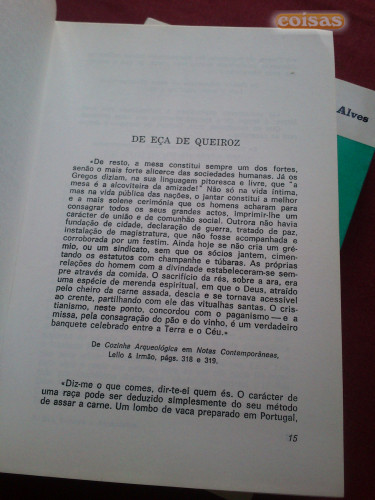 coisas
Alves
DE EÇA DE QUEIROZ
«De resto, a mesa constitui sempre um dos fortes,
senão o mais forte alicerce das sociedades humanas. Já os
Gregos diziam, na sua linguagem pitoresca e livre, que "a
mesa é a alcoviteira da amizade!" Não só na vida íntima,
mas na vida pública das nações, o jantar constitui a melhor
e a mais solene cerimónia que os homens acharam para
consagrar todos os seus grandes actos, Imprimir-lhe um
carácter de união e de comunhão social. Outrora não havia
fundação de cidade, declaração de guerra, tratado de paz,
instalação de magistratura, que não fosse acompanhada e
corroborada por um festim. Ainda hoje se não cria um gré-
mio, ou um sindicato, sem que os sócios jantem, cimen-
tando os estatutos com champanhe e túbaras. As próprias
relações do homem com a divindade estabeleceram-se sem-
pre através da comida. O sacrifício da rés, sobre a ara, era
uma espécie de merenda espiritual, em que o Deus, atraído
pelo cheiro da carne assada, descia e se tornava acessível
ao crente, partilhando com ele das vitualhas santas. O cris-
tianismo, neste ponto, concordou com o paganismo — e a
missa, pela consagração do pão e do vinho, é um verdadeiro
banquete celebrado entre a Terra e o Céu.»
De Cozinha Arqueológica em Notas Contemporâneas,
Lello & Irmão, págs. 318 e 319.
«Diz-me o que comes, dir-te-ei quem és. O carácter de
uma raça pode ser deduzido simplesmente do seu método
de assar a carne. Um lombo de vaca preparado em Portugal,
15